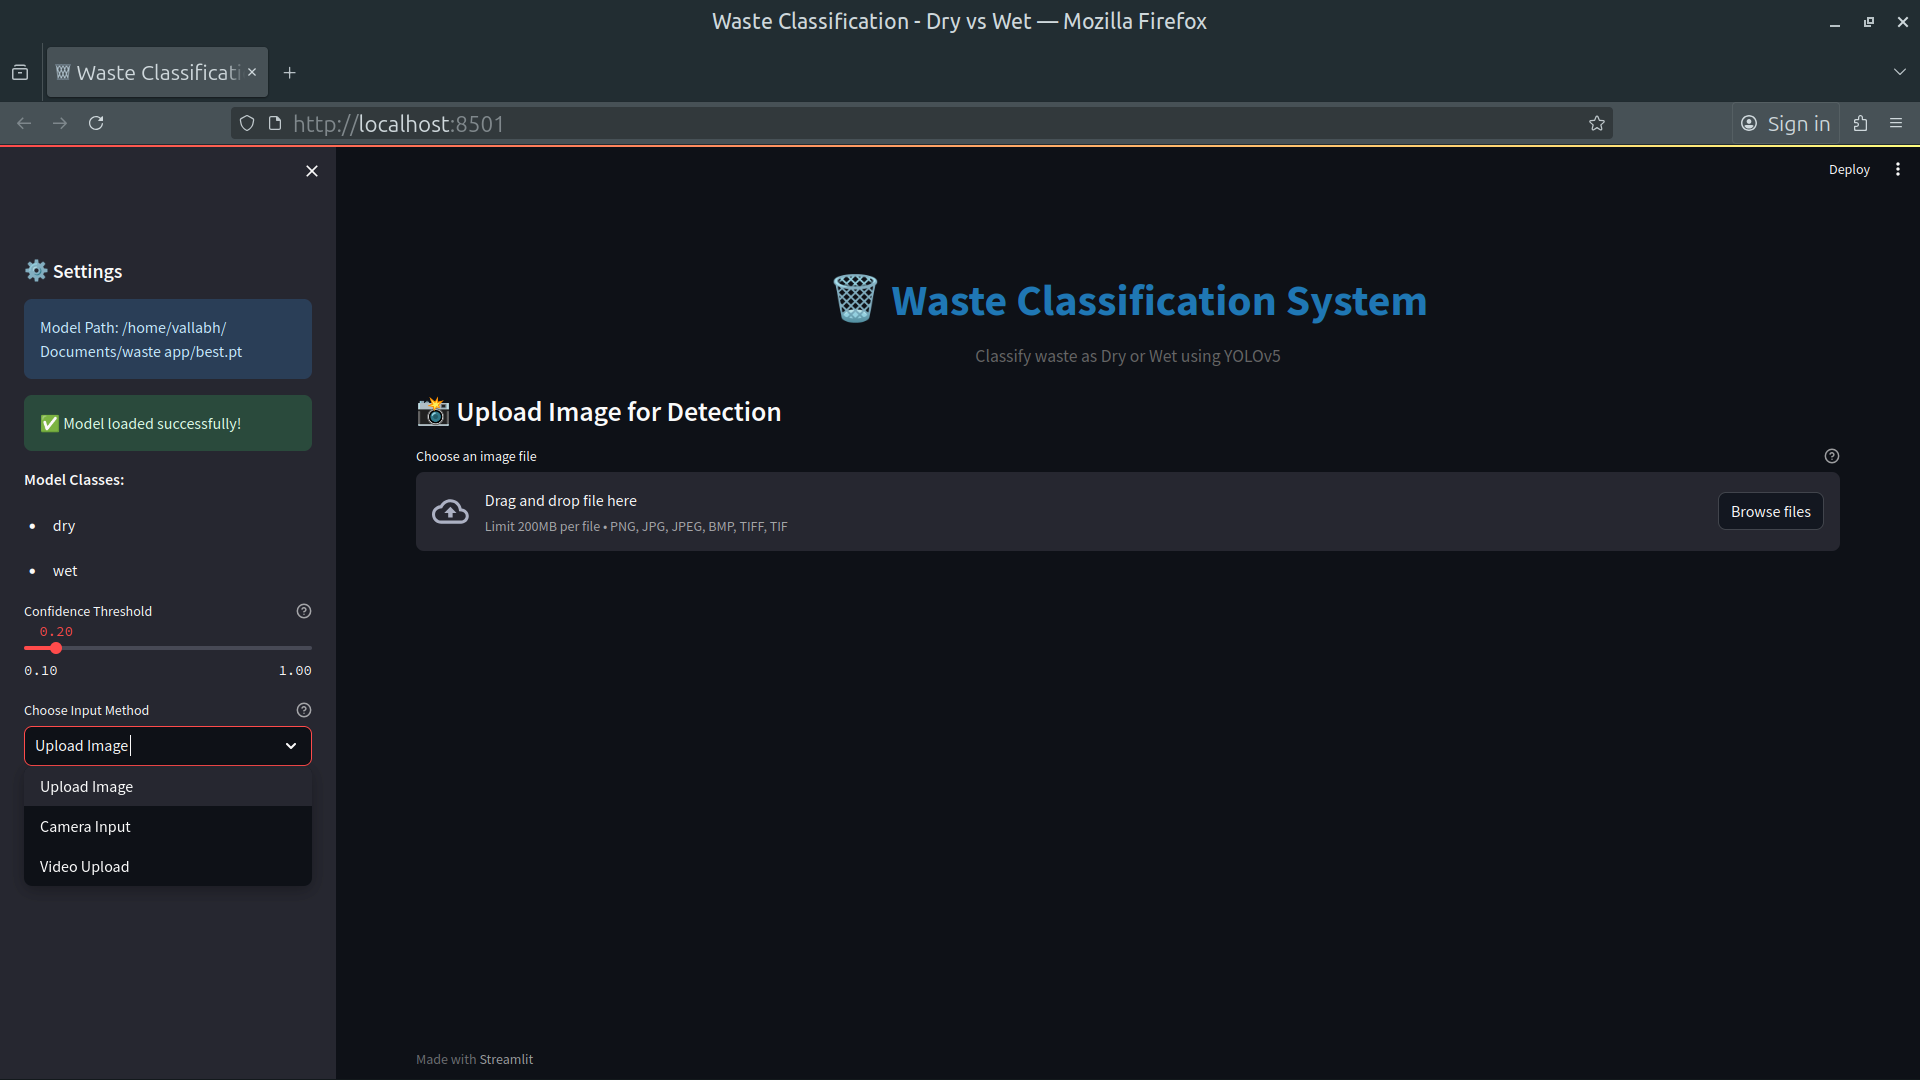 Waste Classification - Dry vs Wet — Mozilla Firefox
Waste Classificati
http://localhost:8501
Sign in
Deploy
Settings
Model Path: /home/vallabh/
Documents/waste app/best.pt
Model loaded successfully!
Model Classes:
dry
wet
Confidence Threshold
0.20
0.10 1.00
Choose Input Method
Upload Image
Upload Image
Camera Input
Video Upload
Waste Classification System
Classify waste as Dry or Wet using YOLOv5
Upload Image for Detection
Choose an image file
Drag and drop file here
Limit 200MB per file • PNG, JPG, JPEG, BMP, TIFF, TIF
Browse files
Made with Streamlit